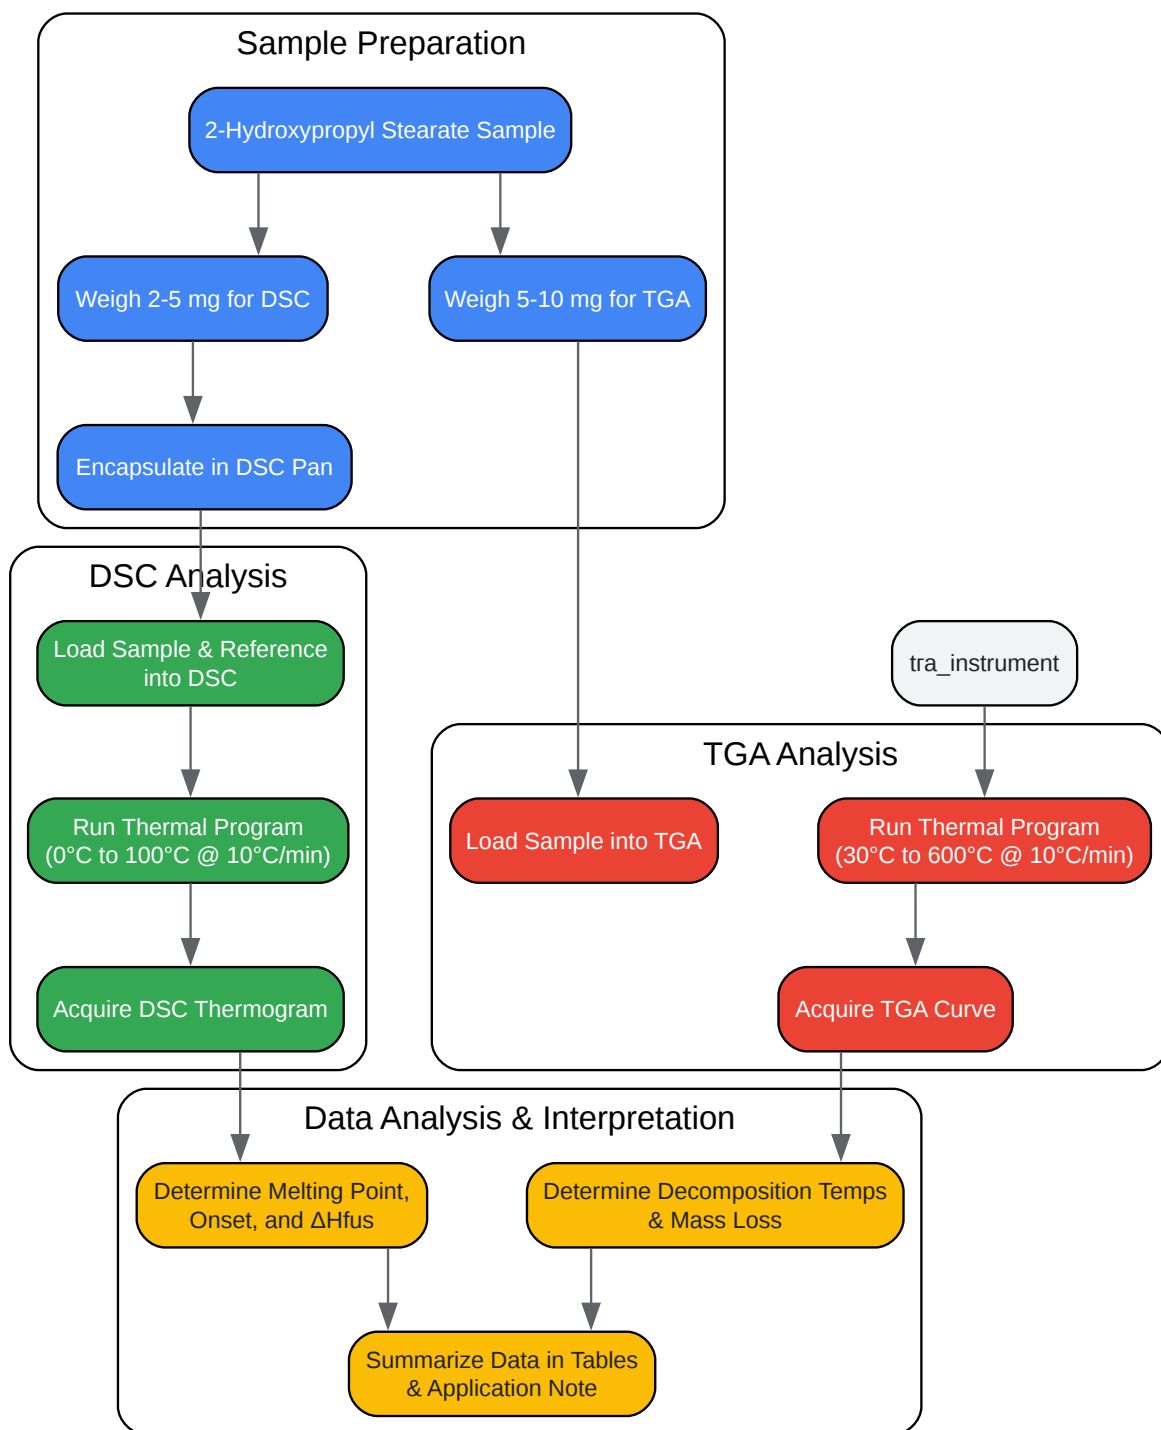 Sample Preparation
2-Hydroxypropyl Stearate Sample
Weigh 2-5 mg for DSC
Weigh 5-10 mg for TGA
Encapsulate in DSC Pan
DSC Analysis
Load Sample & Reference
into DSC
tга_instrument
TGA Analysis
Run Thermal Program
(0°C to 100°C @ 10°C/min)
Load Sample into TGA
Run Thermal Program
(30°C to 600°C @ 10°C/min)
Acquire DSC Thermogram
Acquire TGA Curve
Data Analysis & Interpretation
Determine Melting Point,
Onset, and ΔHfus
Determine Decomposition Temps
& Mass Loss
Summarize Data in Tables
& Application Note